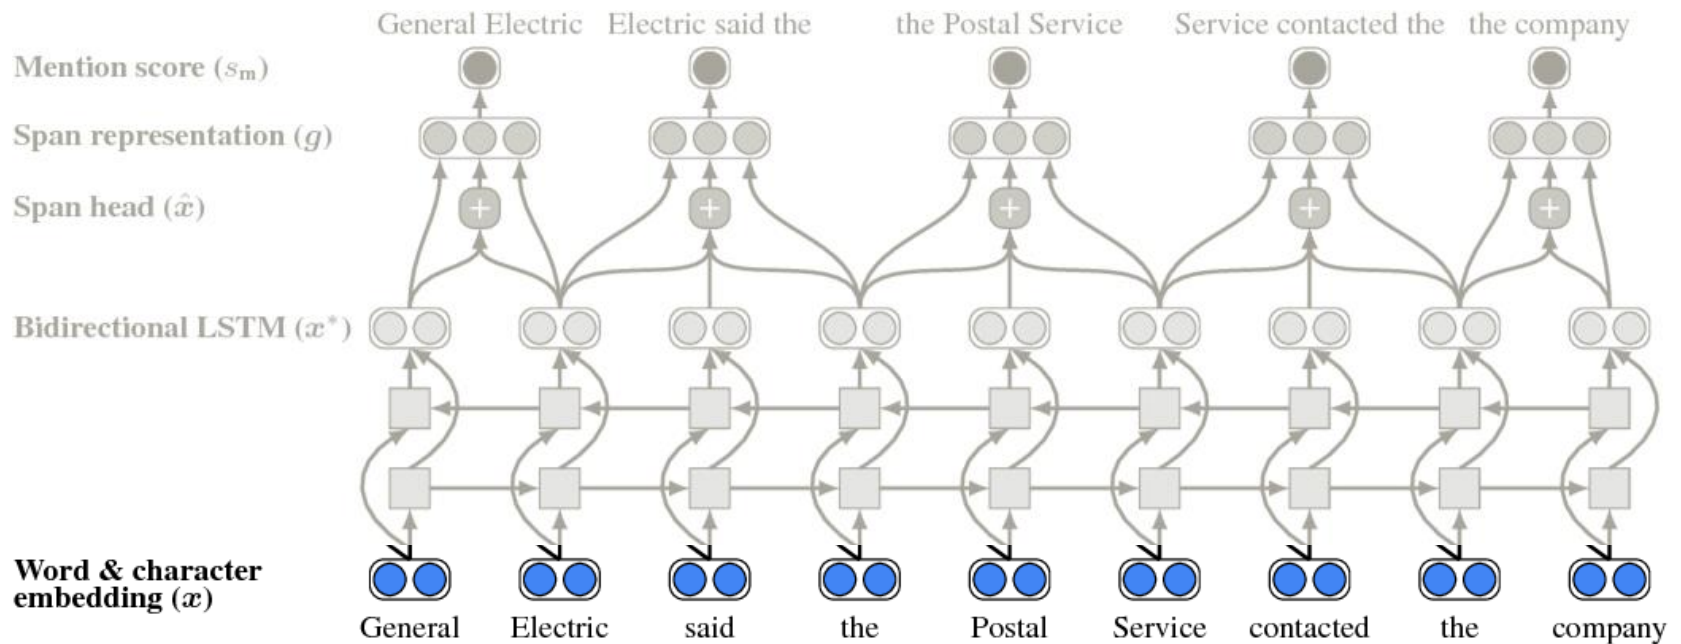 General Electric Electric said the the Postal Service Service contacted the the company
Mention score (sₘ)
Span representation (g)
Span head (x̂)
+ + + + +
Bidirectional LSTM (x*)
Word & character
embedding (x)
General Electric said the Postal Service contacted the company